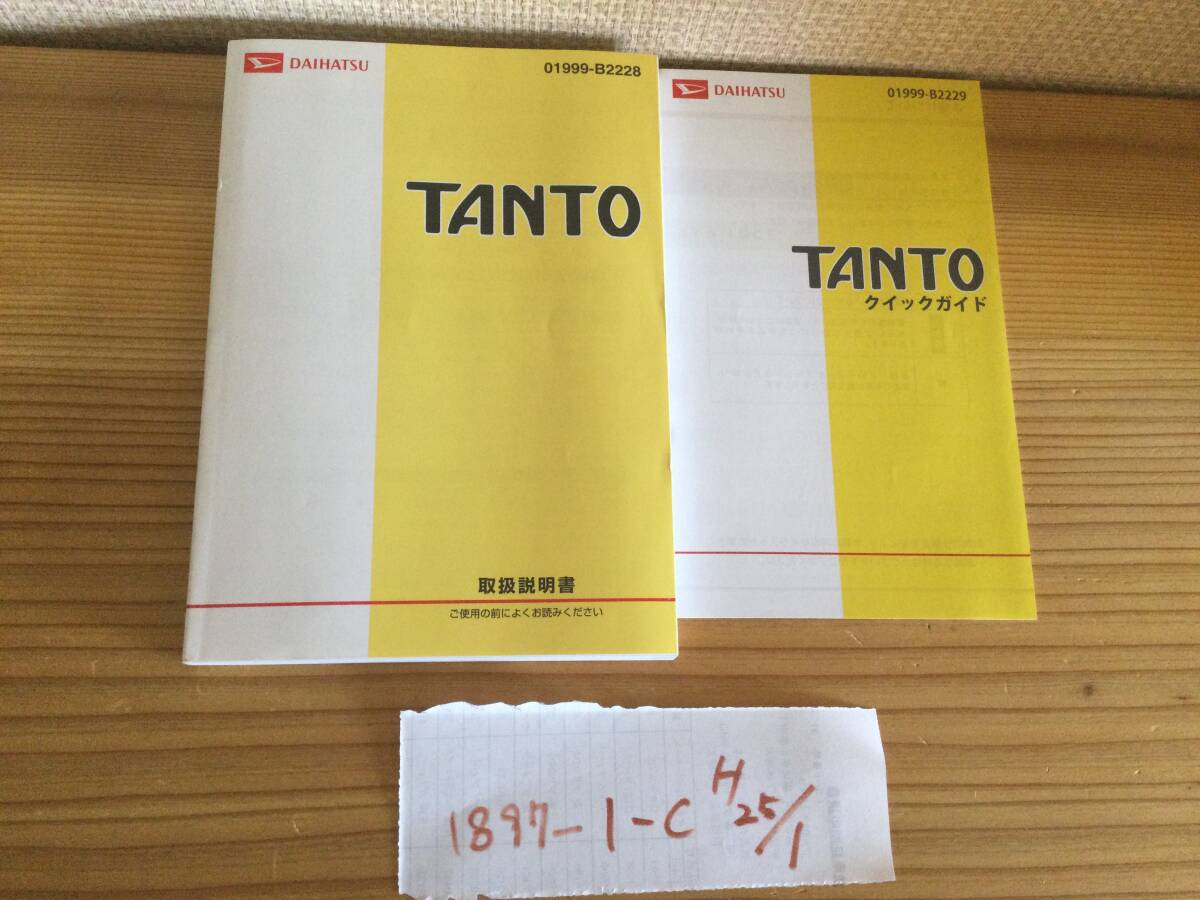 DAIHATSU
01999-B2228
TANTO
取扱説明書
ご使用の前によくお読みください
DAIHATSU
01999-B2229
TANTO
クイックガイド
1897-1-C H25/1